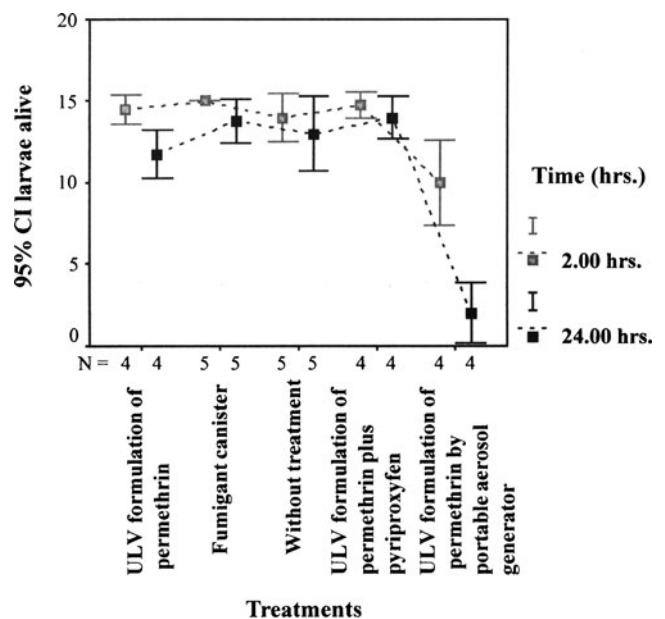 20
15
10
5
0
95% CI larvae alive
N = 4 4 5 5 5 5 4 4 4 4
ULV formulation of
permethrin
Fumigant canister
Without treatment
ULV formulation of
permethrin plus
pyriproxyfen
ULV formulation of
permethrin by
portable aerosol
generator
Treatments
Time (hrs.)
2.00 hrs.
24.00 hrs.